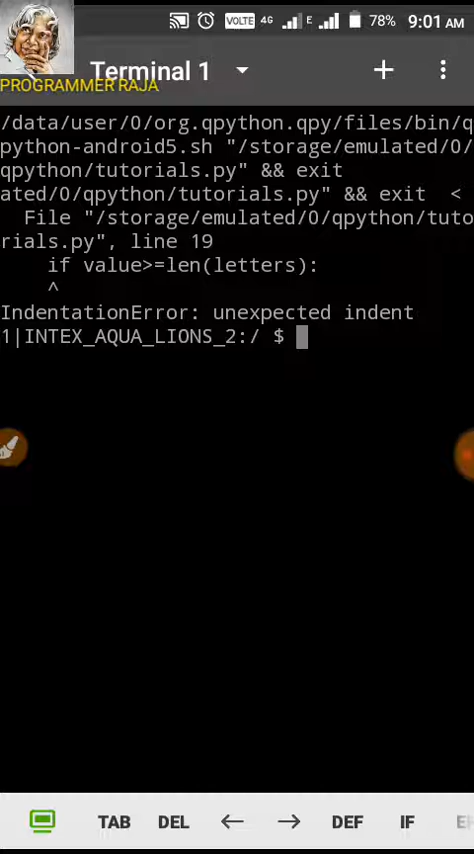 VOLTE 4G E 78% 9:01 AM
Terminal 1
PROGRAMMER RAJA
/data/user/0/org.qpython.qpy/files/bin/q
python-android5.sh "/storage/emulated/0/
qpython/tutorials.py" && exit
ated/0/qpython/tutorials.py" && exit <
File "/storage/emulated/0/qpython/tuto
rials.py", line 19
if value>=len(letters):
^
IndentationError: unexpected indent
1|INTEX_AQUA_LIONS_2:/ $
TAB DEL ← → DEF IF